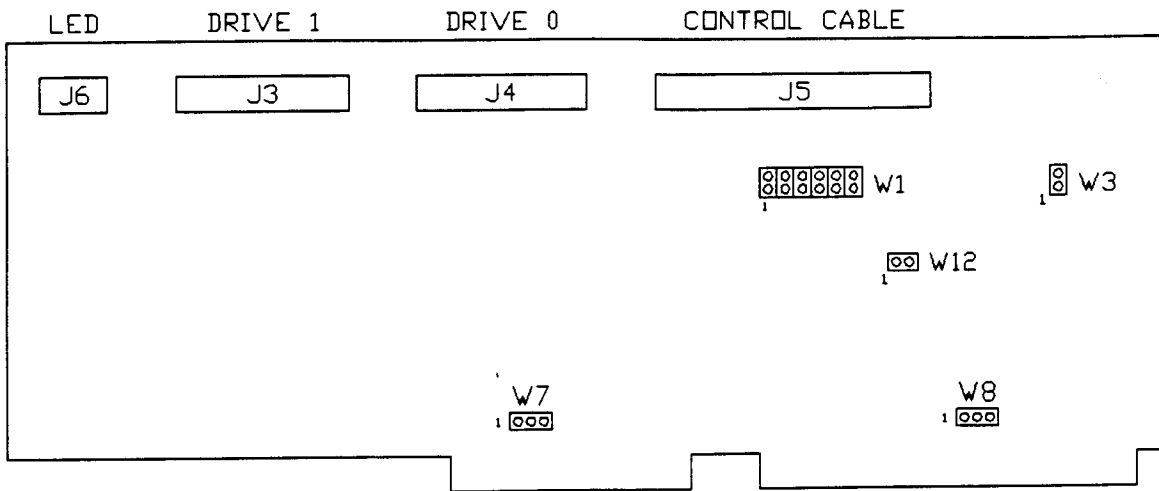 LED DRIVE 1 DRIVE 0 CONTROL CABLE
J6 J3 J4 J5
W1 W3
1 1
W12
1
W7 W8
1 1